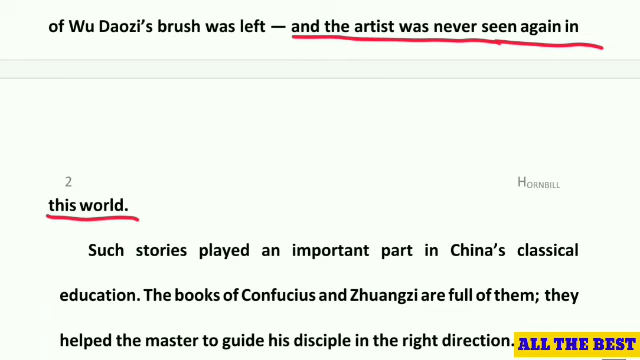 of Wu Daozi’s brush was left — and the artist was never seen again in
2
HORNBILL
this world.
Such stories played an important part in China’s classical
education. The books of Confucius and Zhuangzi are full of them; they
helped the master to guide his disciple in the right direction.
ALL THE BEST